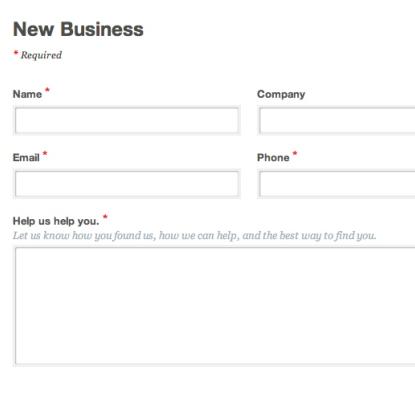 New Business
* Required
Name *
Company
Email *
Phone *
Help us help you. *
Let us know how you found us, how we can help, and the best way to find you.